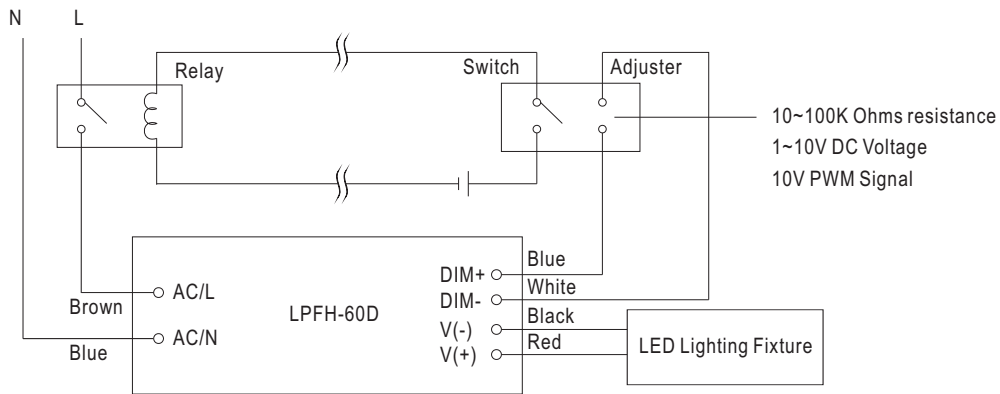 N
L
Relay
Switch
Adjuster
10~100K Ohms resistance
1~10V DC Voltage
10V PWM Signal
Brown
Blue
AC/L
AC/N
LPFH-60D
DIM+
DIM-
V(-)
V(+)
Blue
White
Black
Red
LED Lighting Fixture